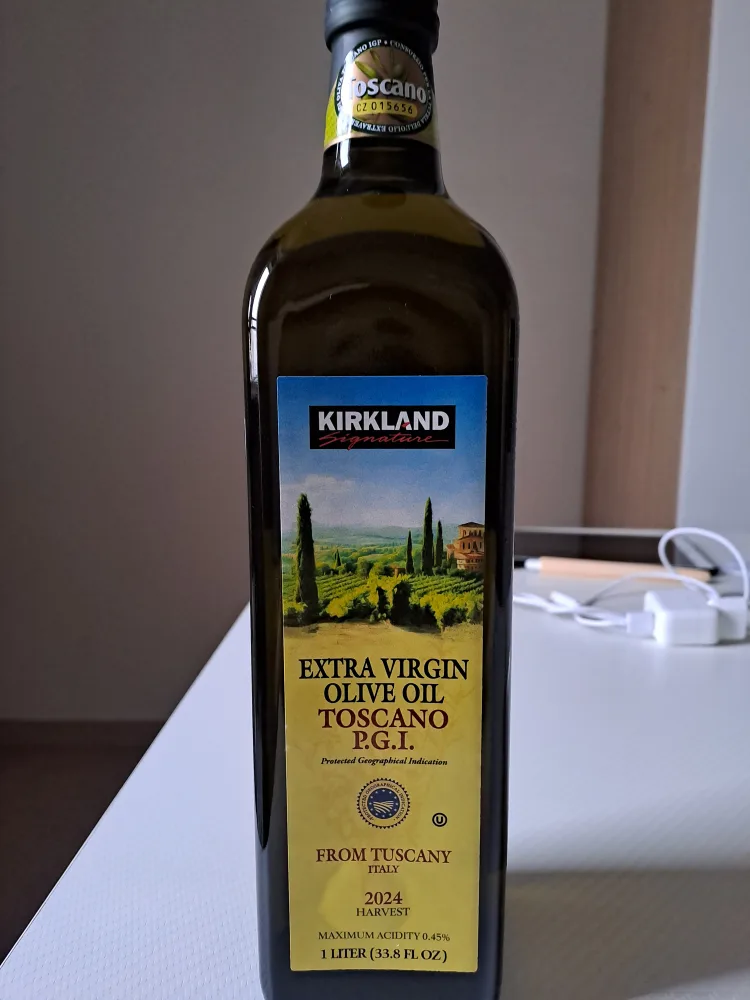 Toscano
CZ 015656
KIRKLAND
Signature
EXTRA VIRGIN
OLIVE OIL
TOSCANO
P.G.I.
Protected Geographical Indication
U
FROM TUSCANY
ITALY
2024
HARVEST
MAXIMUM ACIDITY 0.45%
1 LITER (33.8 FL OZ)